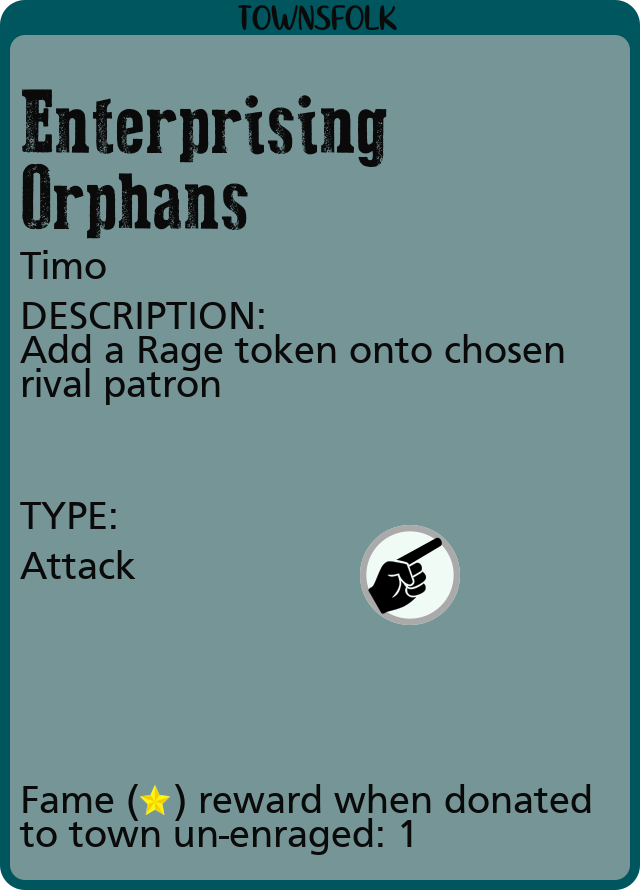 TOWNSFOLK
Enterprising
Orphans
Timo
DESCRIPTION:
Add a Rage token onto chosen
rival patron
TYPE:
Attack
Fame (⭐) reward when donated
to town un-enraged: 1